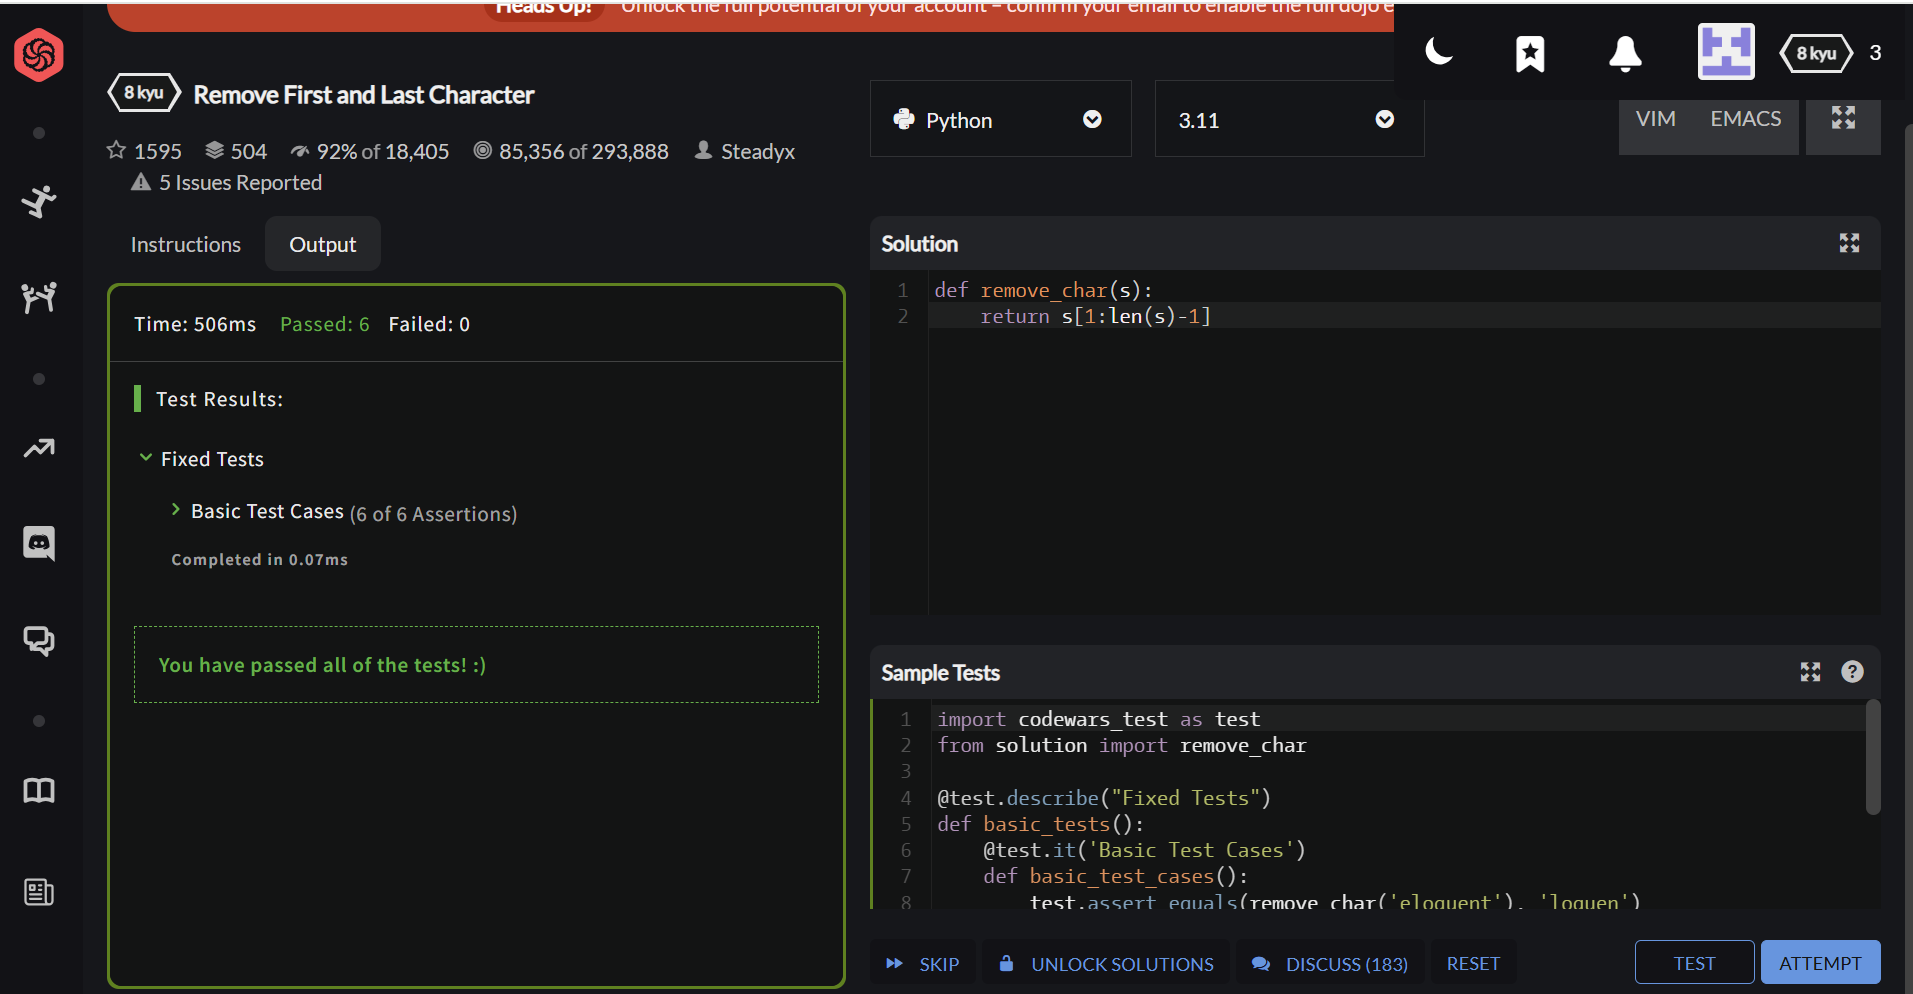 Heads Up! Unlock the full potential of your account – confirm your email to enable the full dojo e
8 kyu 3
8 kyu Remove First and Last Character
1595 504 92% of 18,405 85,356 of 293,888 Steadyx
5 Issues Reported
Python
3.11
VIM EMACS
Instructions Output
Time: 506ms Passed: 6 Failed: 0
Test Results:
Fixed Tests
Basic Test Cases (6 of 6 Assertions)
Completed in 0.07ms
You have passed all of the tests! :)
Solution
1 def remove_char(s):
2     return s[1:len(s)-1]
Sample Tests
1 import codewars_test as test
2 from solution import remove_char
3
4 @test.describe("Fixed Tests")
5 def basic_tests():
6     @test.it('Basic Test Cases')
7     def basic_test_cases():
8         test.assert_equals(remove_char('eloquent'), 'loquen')
SKIP UNLOCK SOLUTIONS DISCUSS (183) RESET TEST ATTEMPT